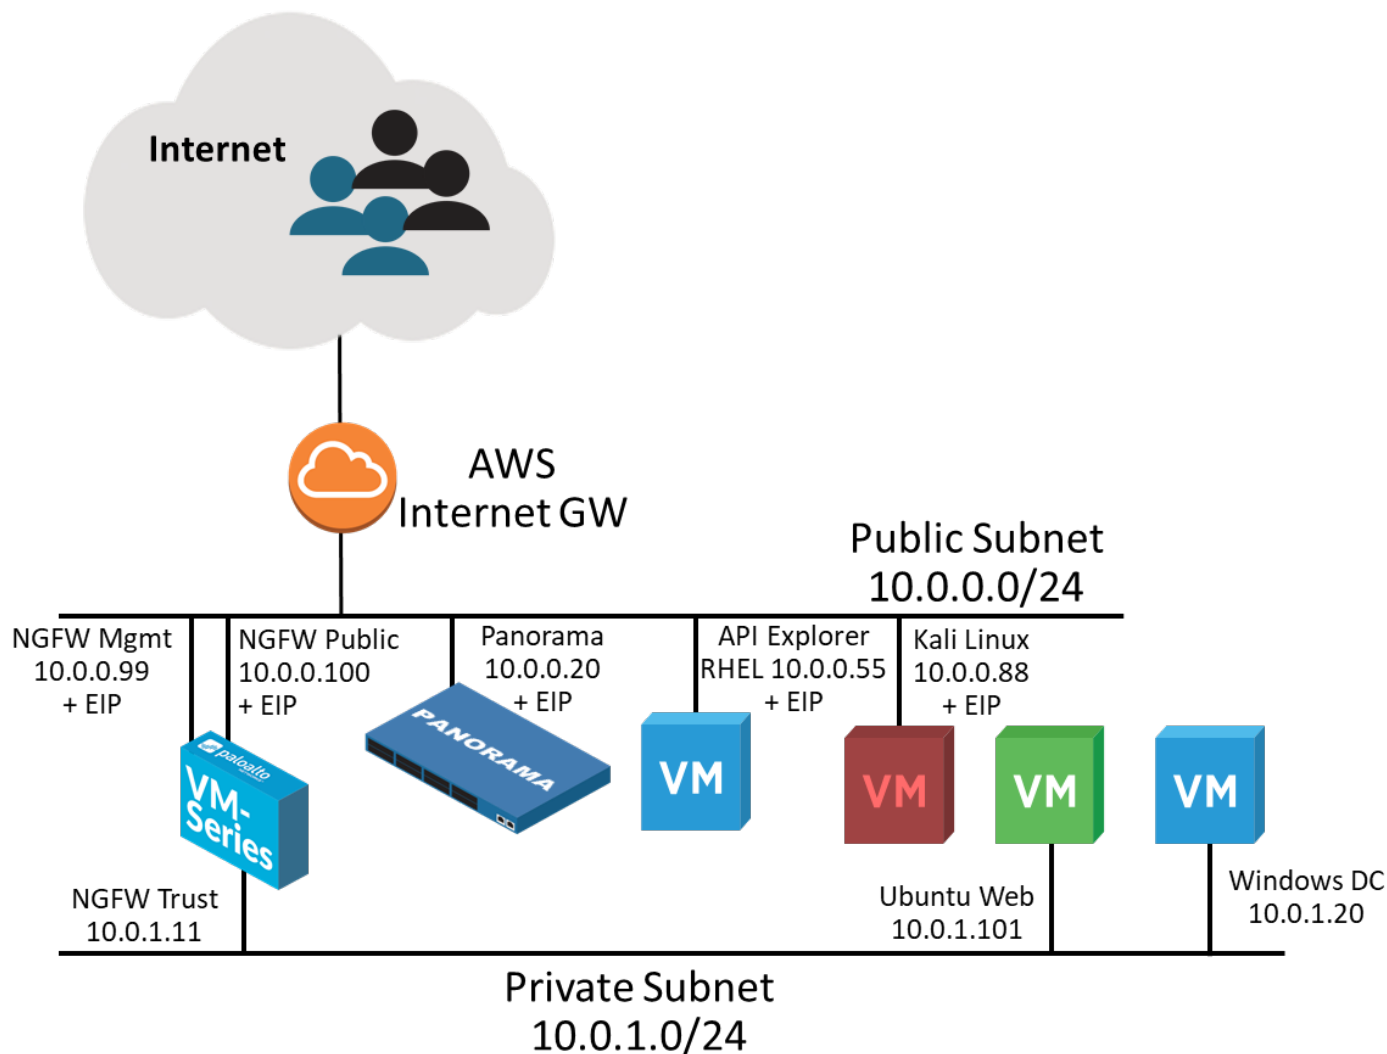 Internet
AWS
Internet GW
Public Subnet
10.0.0.0/24
NGFW Mgmt
10.0.0.99
+ EIP
NGFW Public
10.0.0.100
+ EIP
Panorama
10.0.0.20
+ EIP
API Explorer
RHEL 10.0.0.55
+ EIP
Kali Linux
10.0.0.88
+ EIP
paloalto
VM-
Series
PANORAMA
VM
VM
VM
VM
NGFW Trust
10.0.1.11
Ubuntu Web
10.0.1.101
Windows DC
10.0.1.20
Private Subnet
10.0.1.0/24